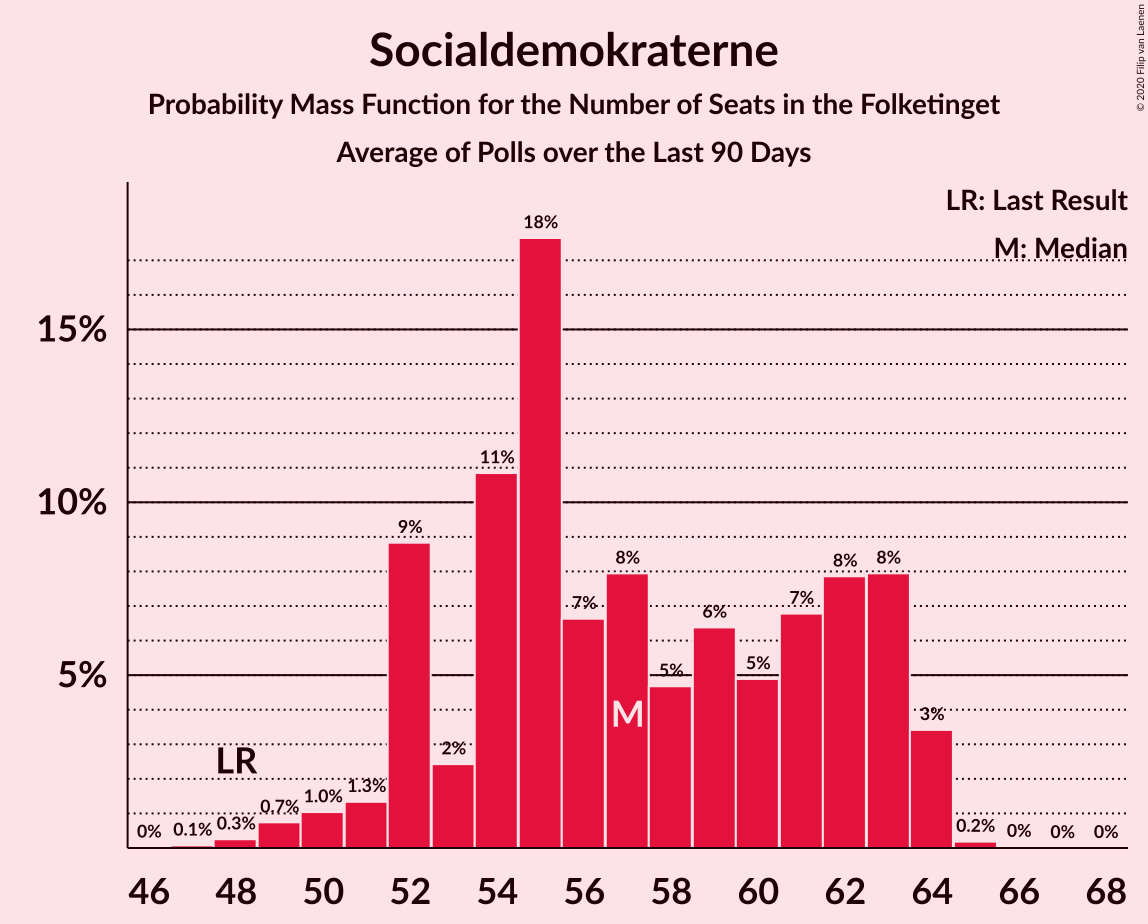 Socialdemokraterne
Probability Mass Function for the Number of Seats in the Folketinget
Average of Polls over the Last 90 Days
© 2020 Filip van Laenen
LR: Last Result
M: Median
15%
10%
5%
0%
0.1%
0.3%
0.7%
1.0%
1.3%
9%
2%
11%
18%
7%
8%
5%
6%
5%
7%
8%
8%
3%
0.2%
0%
0%
0%
LR
M
46 48 50 52 54 56 58 60 62 64 66 68